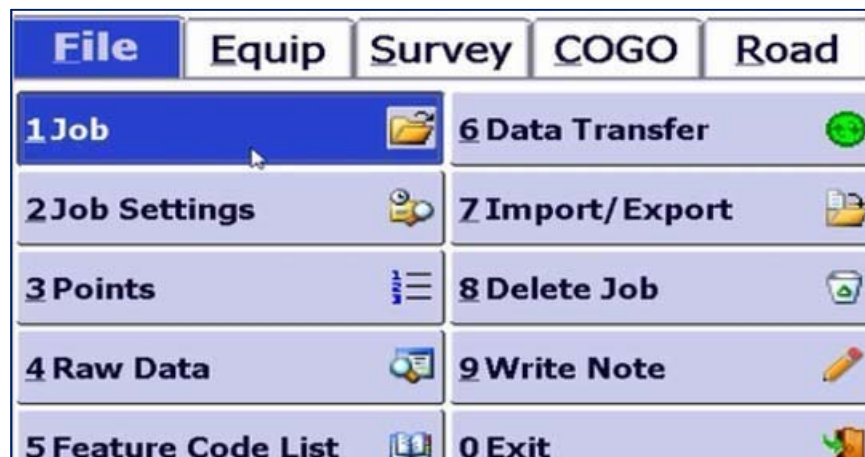 File Equip Survey COGO Road
1 Job
6 Data Transfer
2 Job Settings
7 Import/Export
3 Points
8 Delete Job
4 Raw Data
9 Write Note
5 Feature Code List
0 Exit